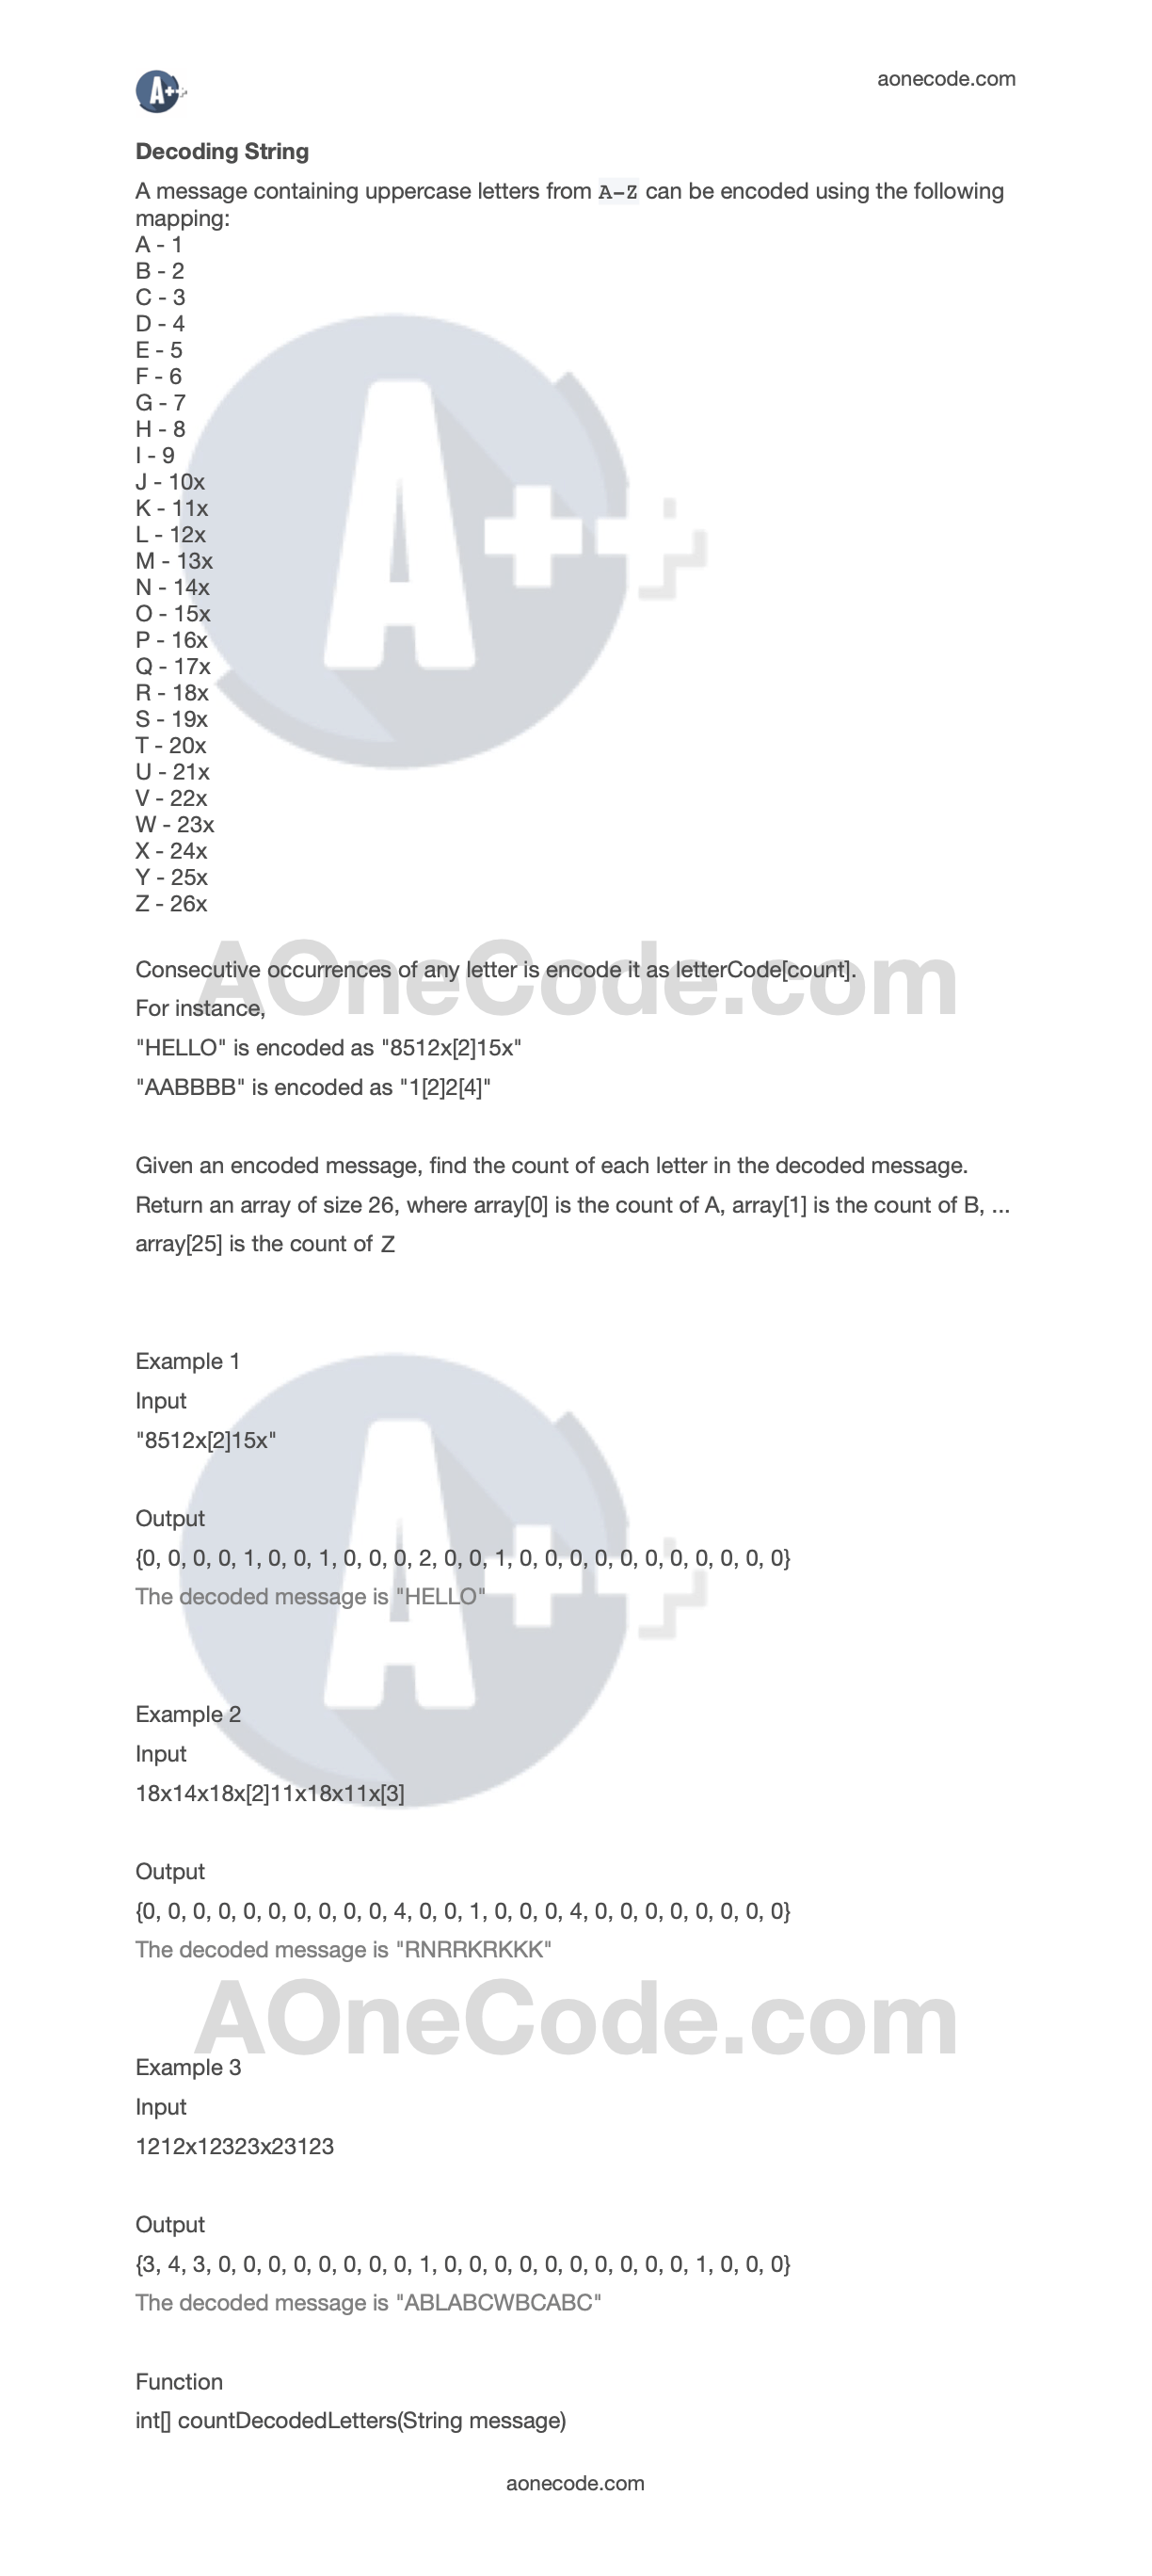 A++
aonecode.com
Decoding String
A message containing uppercase letters from A-Z can be encoded using the following
mapping:
A - 1
B - 2
C - 3
D - 4
E - 5
F - 6
G - 7
H - 8
I - 9
J - 10x
K - 11x
L - 12x
M - 13x
N - 14x
O - 15x
P - 16x
Q - 17x
R - 18x
S - 19x
T - 20x
U - 21x
V - 22x
W - 23x
X - 24x
Y - 25x
Z - 26x
A++
AOneCode.com
Consecutive occurrences of any letter is encode it as letterCode[count].
For instance,
"HELLO" is encoded as "8512x[2]15x"
"AABBBB" is encoded as "1[2]2[4]"
Given an encoded message, find the count of each letter in the decoded message.
Return an array of size 26, where array[0] is the count of A, array[1] is the count of B, ...
array[25] is the count of Z
Example 1
Input
"8512x[2]15x"
Output
{0, 0, 0, 0, 1, 0, 0, 1, 0, 0, 0, 2, 0, 0, 1, 0, 0, 0, 0, 0, 0, 0, 0, 0, 0, 0}
The decoded message is "HELLO"
A++
Example 2
Input
18x14x18x[2]11x18x11x[3]
Output
{0, 0, 0, 0, 0, 0, 0, 0, 0, 0, 4, 0, 0, 1, 0, 0, 0, 4, 0, 0, 0, 0, 0, 0, 0, 0}
The decoded message is "RNRRKRKKK"
AOneCode.com
Example 3
Input
1212x12323x23123
Output
{3, 4, 3, 0, 0, 0, 0, 0, 0, 0, 0, 1, 0, 0, 0, 0, 0, 0, 0, 0, 0, 0, 1, 0, 0, 0}
The decoded message is "ABLABCWBCABC"
Function
int[] countDecodedLetters(String message)
aonecode.com